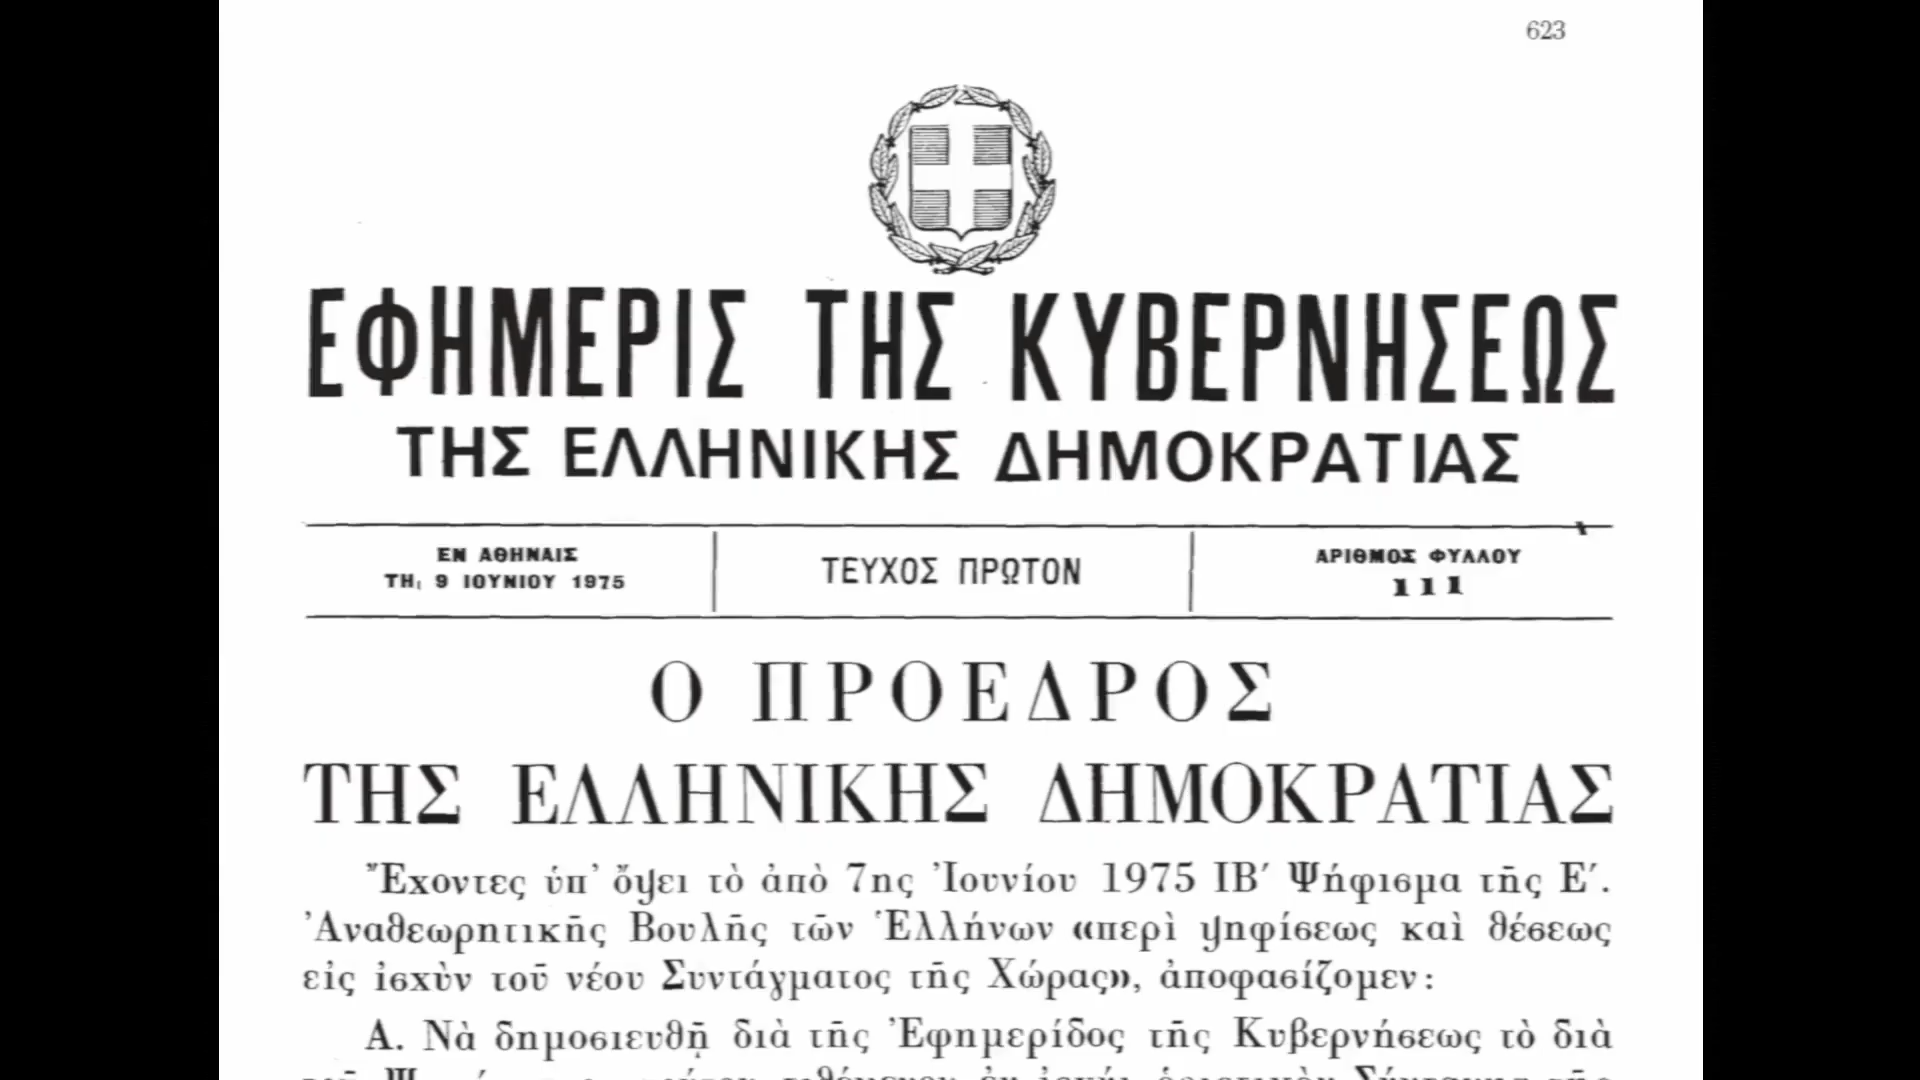 623
ΕΦΗΜΕΡΙΣ ΤΗΣ ΚΥΒΕΡΝΗΣΕΩΣ
ΤΗΣ ΕΛΛΗΝΙΚΗΣ ΔΗΜΟΚΡΑΤΙΑΣ
ΕΝ ΑΘΗΝΑΙΣ
ΤΗι 9 ΙΟΥΝΙΟΥ 1975
ΤΕΥΧΟΣ ΠΡΩΤΟΝ
ΑΡΙΘΜΟΣ ΦΥΛΛΟΥ
111
Ο ΠΡΟΕΔΡΟΣ
ΤΗΣ ΕΛΛΗΝΙΚΗΣ ΔΗΜΟΚΡΑΤΙΑΣ
Ἔχοντες ὑπ' ὄψει τὸ ἀπὸ 7ης Ἰουνίου 1975 ΙΒ΄ Ψήφισμα τῆς Ε΄.
Ἀναθεωρητικῆς Βουλῆς τῶν Ἑλλήνων «περὶ ψηφίσεως καὶ θέσεως
εἰς ἰσχὺν τοῦ νέου Συντάγματος τῆς Χώρας», ἀποφασίζομεν:
Α. Νὰ δημοσιευθῇ διὰ τῆς Ἐφημερίδος τῆς Κυβερνήσεως τὸ διὰ